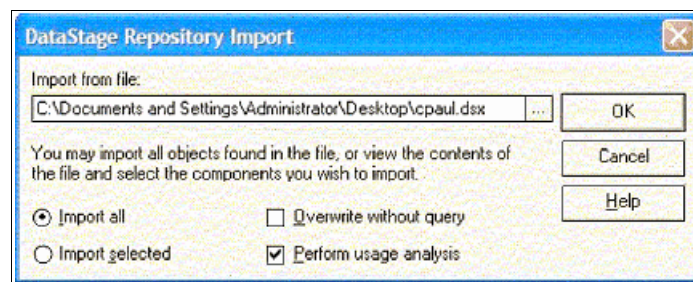 DataStage Repository Import
Import from file:
C:\Documents and Settings\Administrator\Desktop\cpaul.dsx ...
OK
You may import all objects found in the file, or view the contents of
the file and select the components you wish to import.
Cancel
Help
Import all
Overwrite without query
Import selected
Perform usage analysis